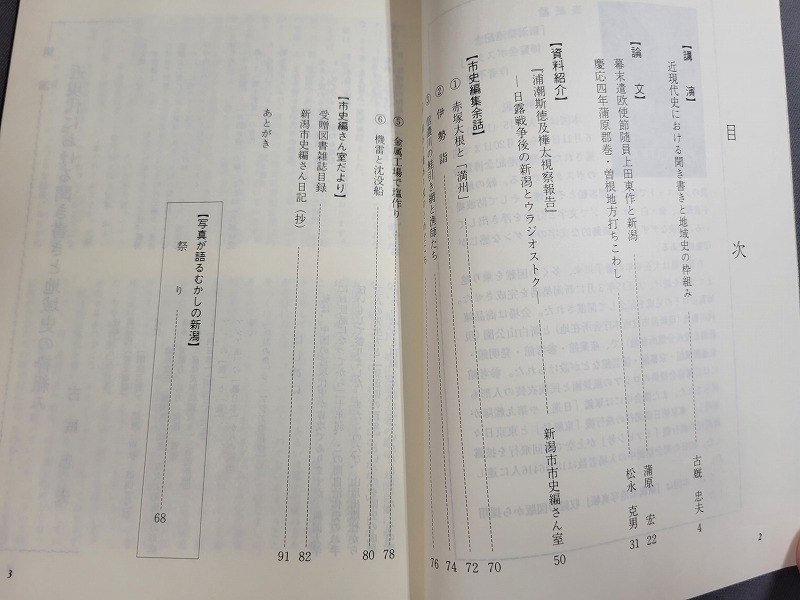 目次
【講演】
近現代史における聞き書きと地域史の枠組み 古厩 忠夫 4
【論文】
幕末遣欧使節随員上田東作と新潟 蒲原 宏 22
慶応四年蒲原郡巻・曽根地方打ちこわし 松永 克男 31
【資料紹介】
『浦潮斯徳及樺太視察報告』
―日露戦争後の新潟とウラジオストク― 新潟市市史編さん室 50
【市史編集余話】
① 赤塚大根と「満州」 70
② 伊勢詣 72
74
76
⑤ 金属工場で塩作り 78
⑥ 機雷と沈没船 80
【市史編さん室だより】
受贈図書雑誌目録 82
新潟市史編さん日記(抄) 91
あとがき
【写真が語るむかしの新潟】
祭り 68
2
3